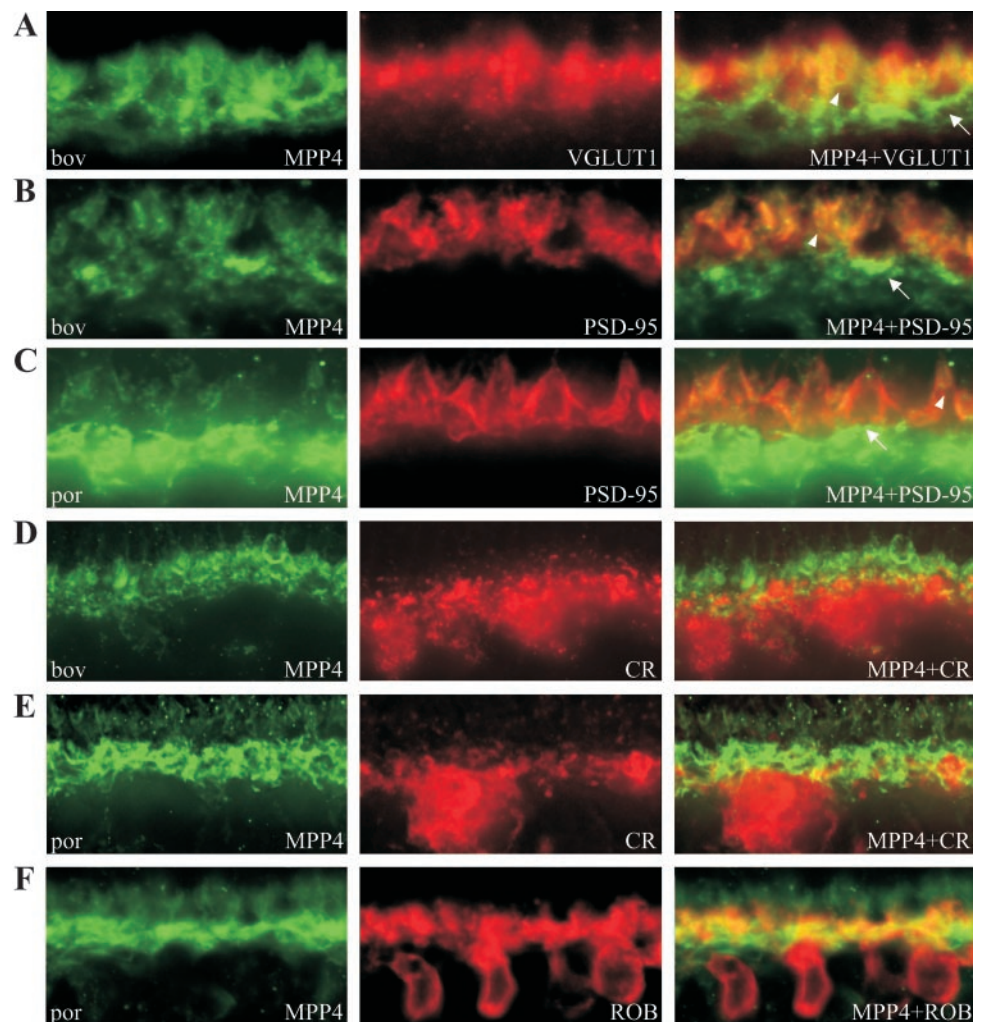 A
bov MPP4 VGLUT1 MPP4+VGLUT1
B
bov MPP4 PSD-95 MPP4+PSD-95
C
por MPP4 PSD-95 MPP4+PSD-95
D
bov MPP4 CR MPP4+CR
E
por MPP4 CR MPP4+CR
F
por MPP4 ROB MPP4+ROB